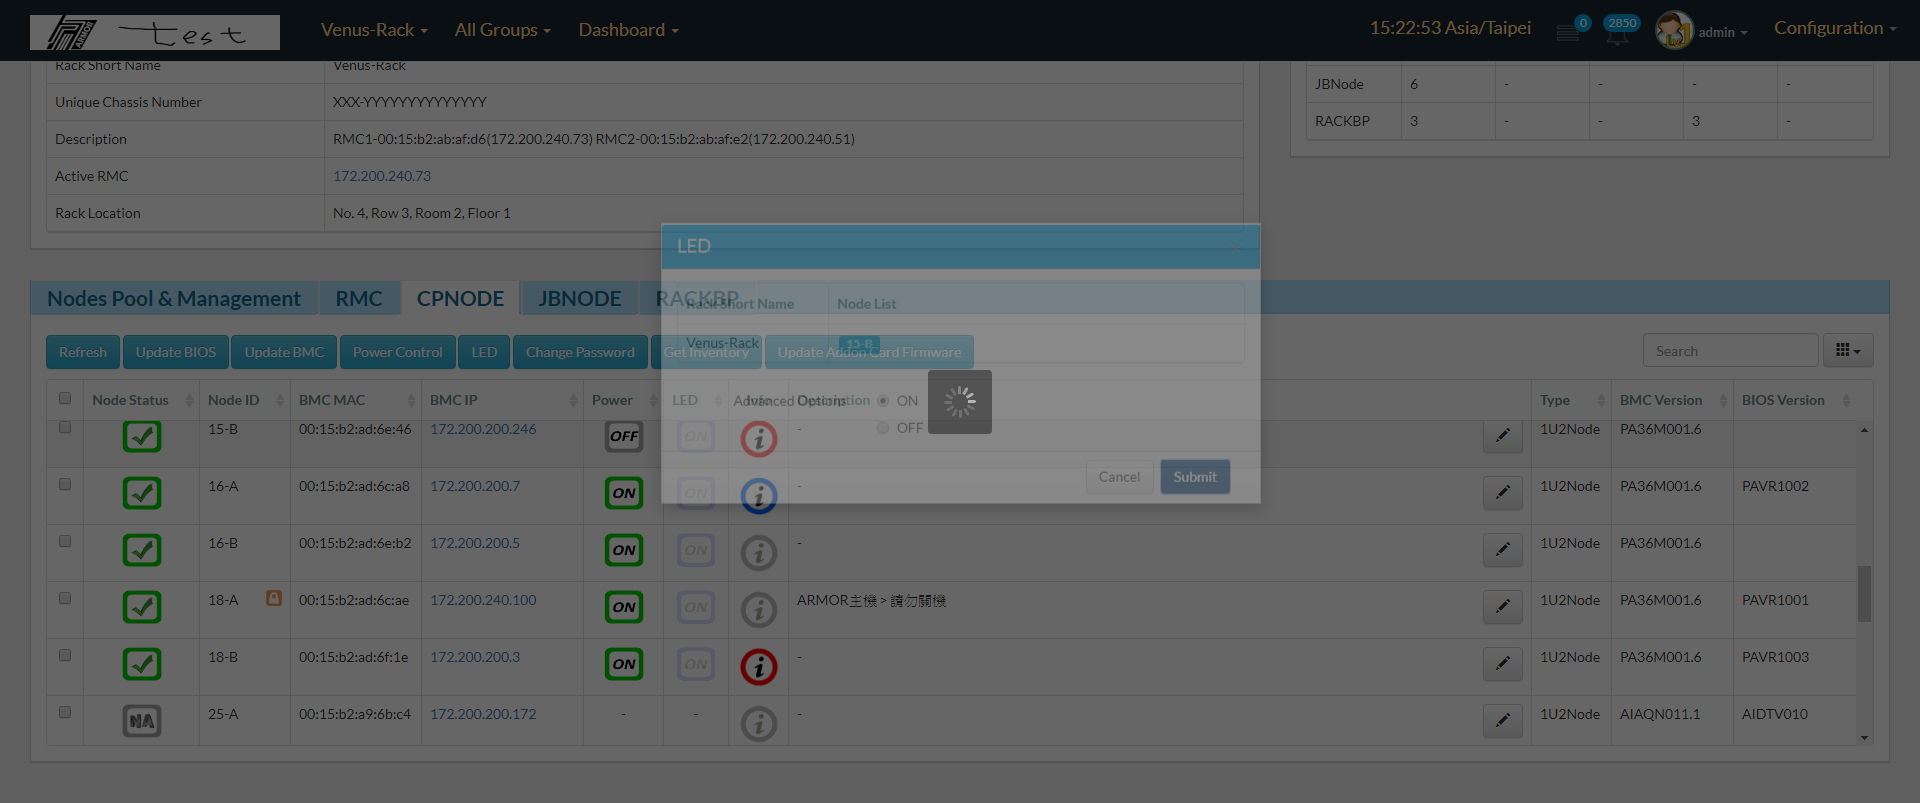 ARMOR test Venus-Rack All Groups Dashboard 15:22:53 Asia/Taipei 0 2850 admin Configuration
Rack Short Name Venus-Rack
Unique Chassis Number XXX-YYYYYYYYYYYYYY
Description RMC1-00:15:b2:ab:af:d6(172.200.240.73) RMC2-00:15:b2:ab:af:e2(172.200.240.51)
Active RMC 172.200.240.73
Rack Location No. 4, Row 3, Room 2, Floor 1
JBNode 6 - - - -
RACKBP 3 - - 3 -
LED
Rack Short Name Node List
Venus-Rack 15-B
Advanced Options ON
OFF
Cancel Submit
Nodes Pool & Management RMC CPNODE JBNODE RACKBP
Refresh Update BIOS Update BMC Power Control LED Change Password Get Inventory Update Addon Card Firmware Search
Node Status Node ID BMC MAC BMC IP Power LED Info Description Type BMC Version BIOS Version
15-B 00:15:b2:ad:6e:46 172.200.200.246 OFF ON i - 1U2Node PA36M001.6
16-A 00:15:b2:ad:6c:a8 172.200.200.7 ON ON i - 1U2Node PA36M001.6 PAVR1002
16-B 00:15:b2:ad:6e:b2 172.200.200.5 ON ON i - 1U2Node PA36M001.6
18-A 00:15:b2:ad:6c:ae 172.200.240.100 ON ON i ARMOR主機 > 請勿關機 1U2Node PA36M001.6 PAVR1001
18-B 00:15:b2:ad:6f:1e 172.200.200.3 ON ON i - 1U2Node PA36M001.6 PAVR1003
NA 25-A 00:15:b2:a9:6b:c4 172.200.200.172 - - i - 1U2Node AIAQN011.1 AIDTV010